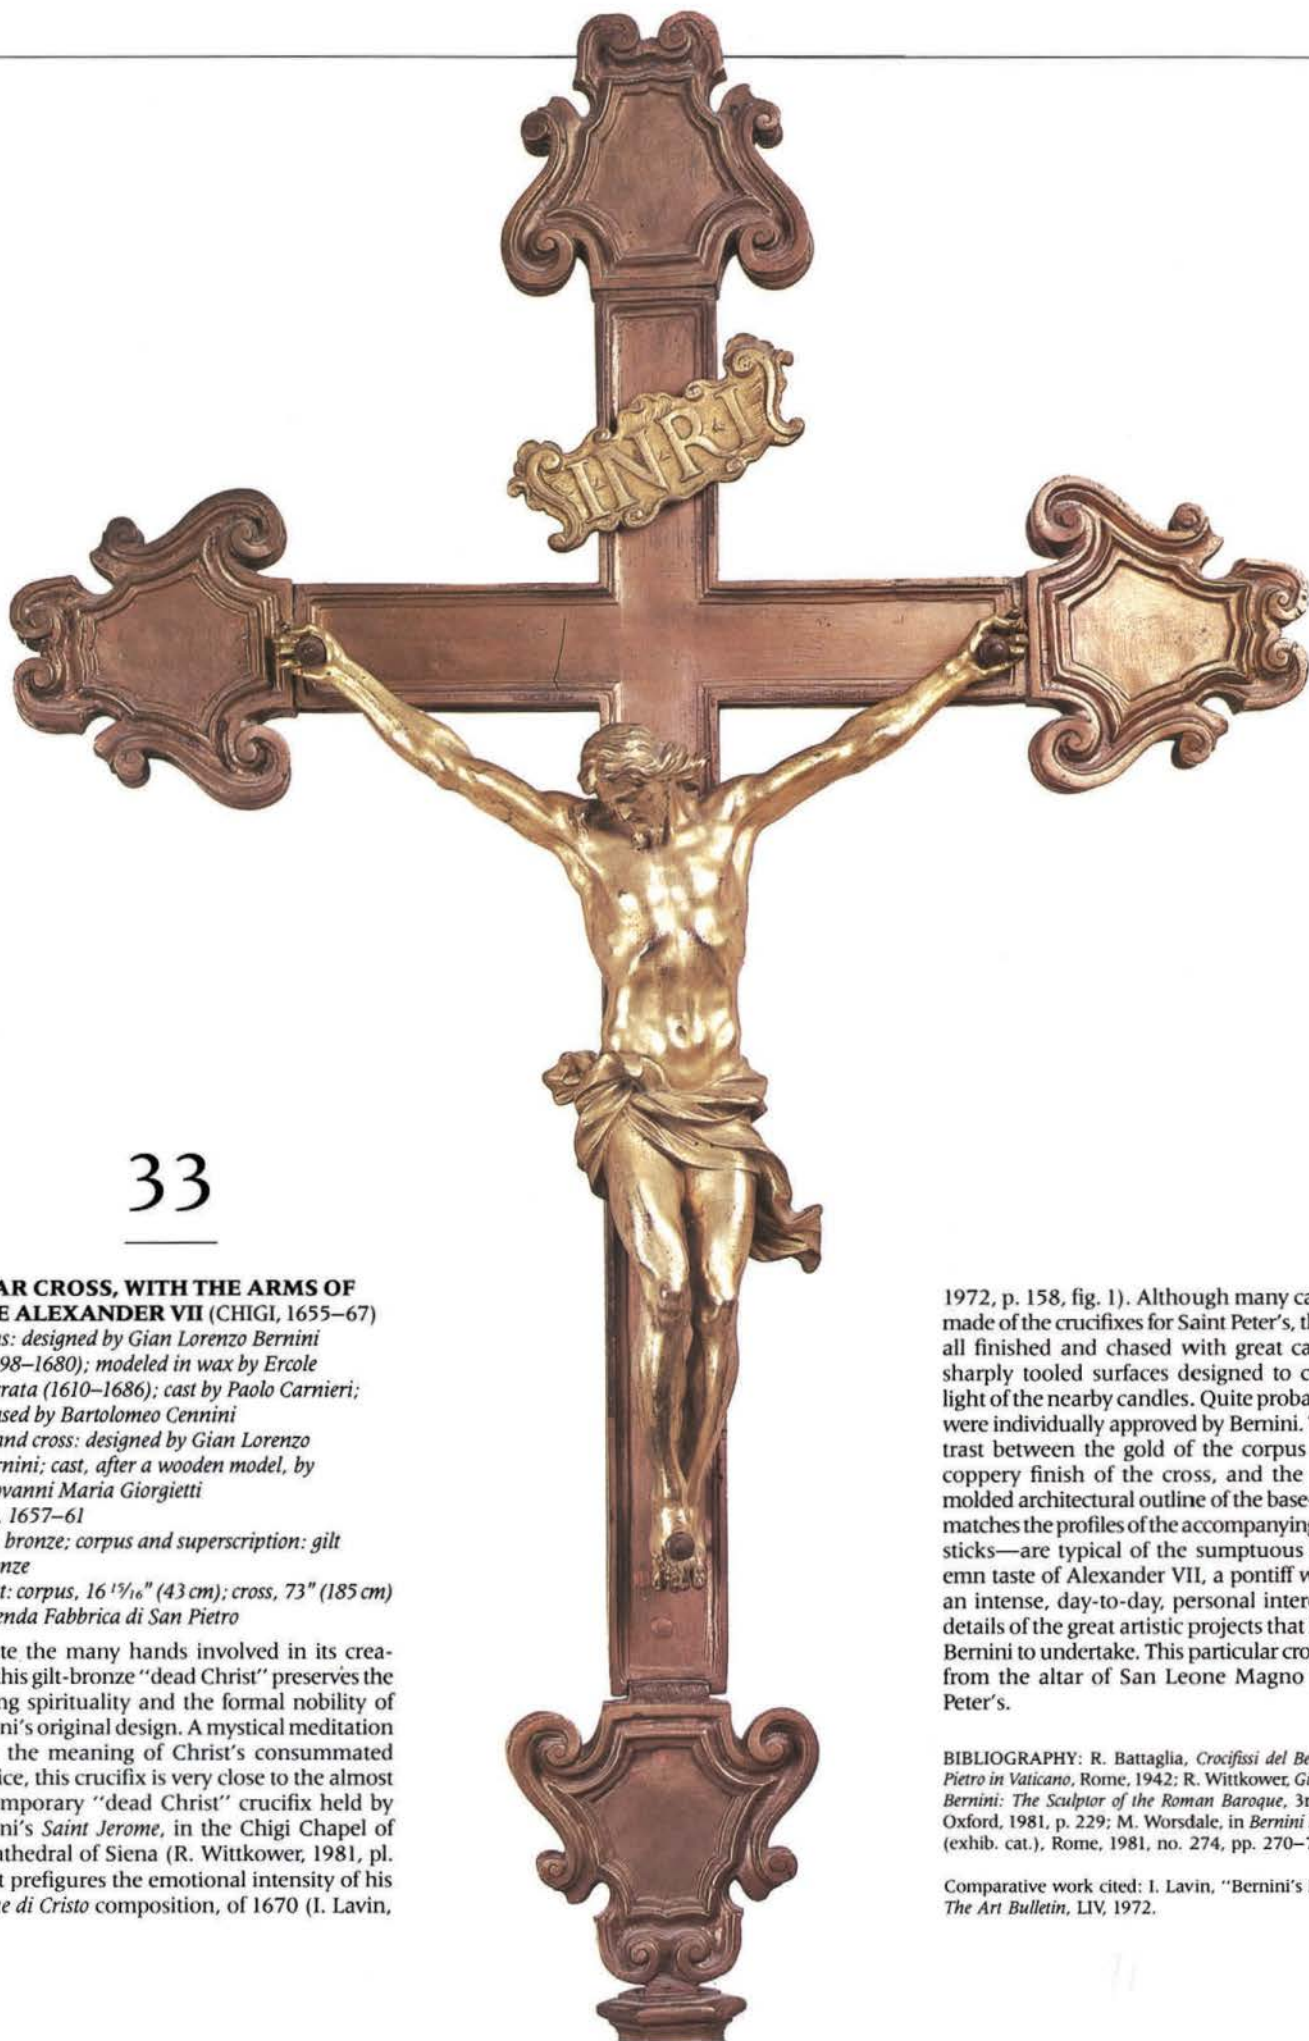 INRI
33
AR CROSS, WITH THE ARMS OF
E ALEXANDER VII (CHIGI, 1655–67)
s: designed by Gian Lorenzo Bernini
98–1680); modeled in wax by Ercole
rata (1610–1686); cast by Paolo Carnieri;
sed by Bartolomeo Cennini
and cross: designed by Gian Lorenzo
rnini; cast, after a wooden model, by
ovanni Maria Giorgietti
, 1657–61
bronze; corpus and superscription: gilt
nze
t: corpus, 16 15/16" (43 cm); cross, 73" (185 cm)
enda Fabbrica di San Pietro
te the many hands involved in its crea-
his gilt-bronze "dead Christ" preserves the
ng spirituality and the formal nobility of
ni's original design. A mystical meditation
the meaning of Christ's consummated
ice, this crucifix is very close to the almost
mporary "dead Christ" crucifix held by
ni's Saint Jerome, in the Chigi Chapel of
athedral of Siena (R. Wittkower, 1981, pl.
t prefigures the emotional intensity of his
e di Cristo composition, of 1670 (I. Lavin,
1972, p. 158, fig. 1). Although many ca
made of the crucifixes for Saint Peter's, th
all finished and chased with great ca
sharply tooled surfaces designed to c
light of the nearby candles. Quite proba
were individually approved by Bernini.
trast between the gold of the corpus
coppery finish of the cross, and the
molded architectural outline of the base
matches the profiles of the accompanying
sticks—are typical of the sumptuous
emn taste of Alexander VII, a pontiff w
an intense, day-to-day, personal intere
details of the great artistic projects that
Bernini to undertake. This particular cro
from the altar of San Leone Magno
Peter's.
BIBLIOGRAPHY: R. Battaglia, Crocifissi del Be
Pietro in Vaticano, Rome, 1942; R. Wittkower, G
Bernini: The Sculptor of the Roman Baroque, 3r
Oxford, 1981, p. 229; M. Worsdale, in Bernini
(exhib. cat.), Rome, 1981, no. 274, pp. 270–7
Comparative work cited: I. Lavin, "Bernini's
The Art Bulletin, LIV, 1972.